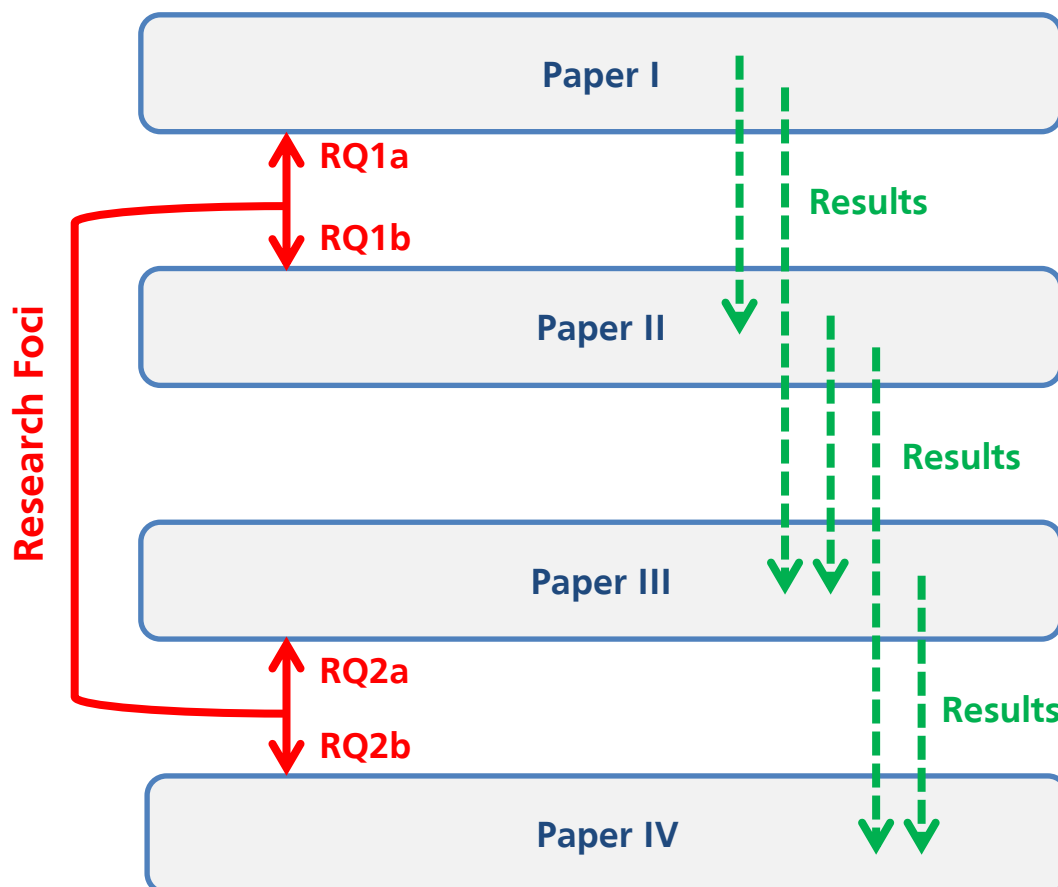 Paper I
RQ1a
Results
RQ1b
Paper II
Research Foci
Results
Paper III
RQ2a
Results
RQ2b
Paper IV